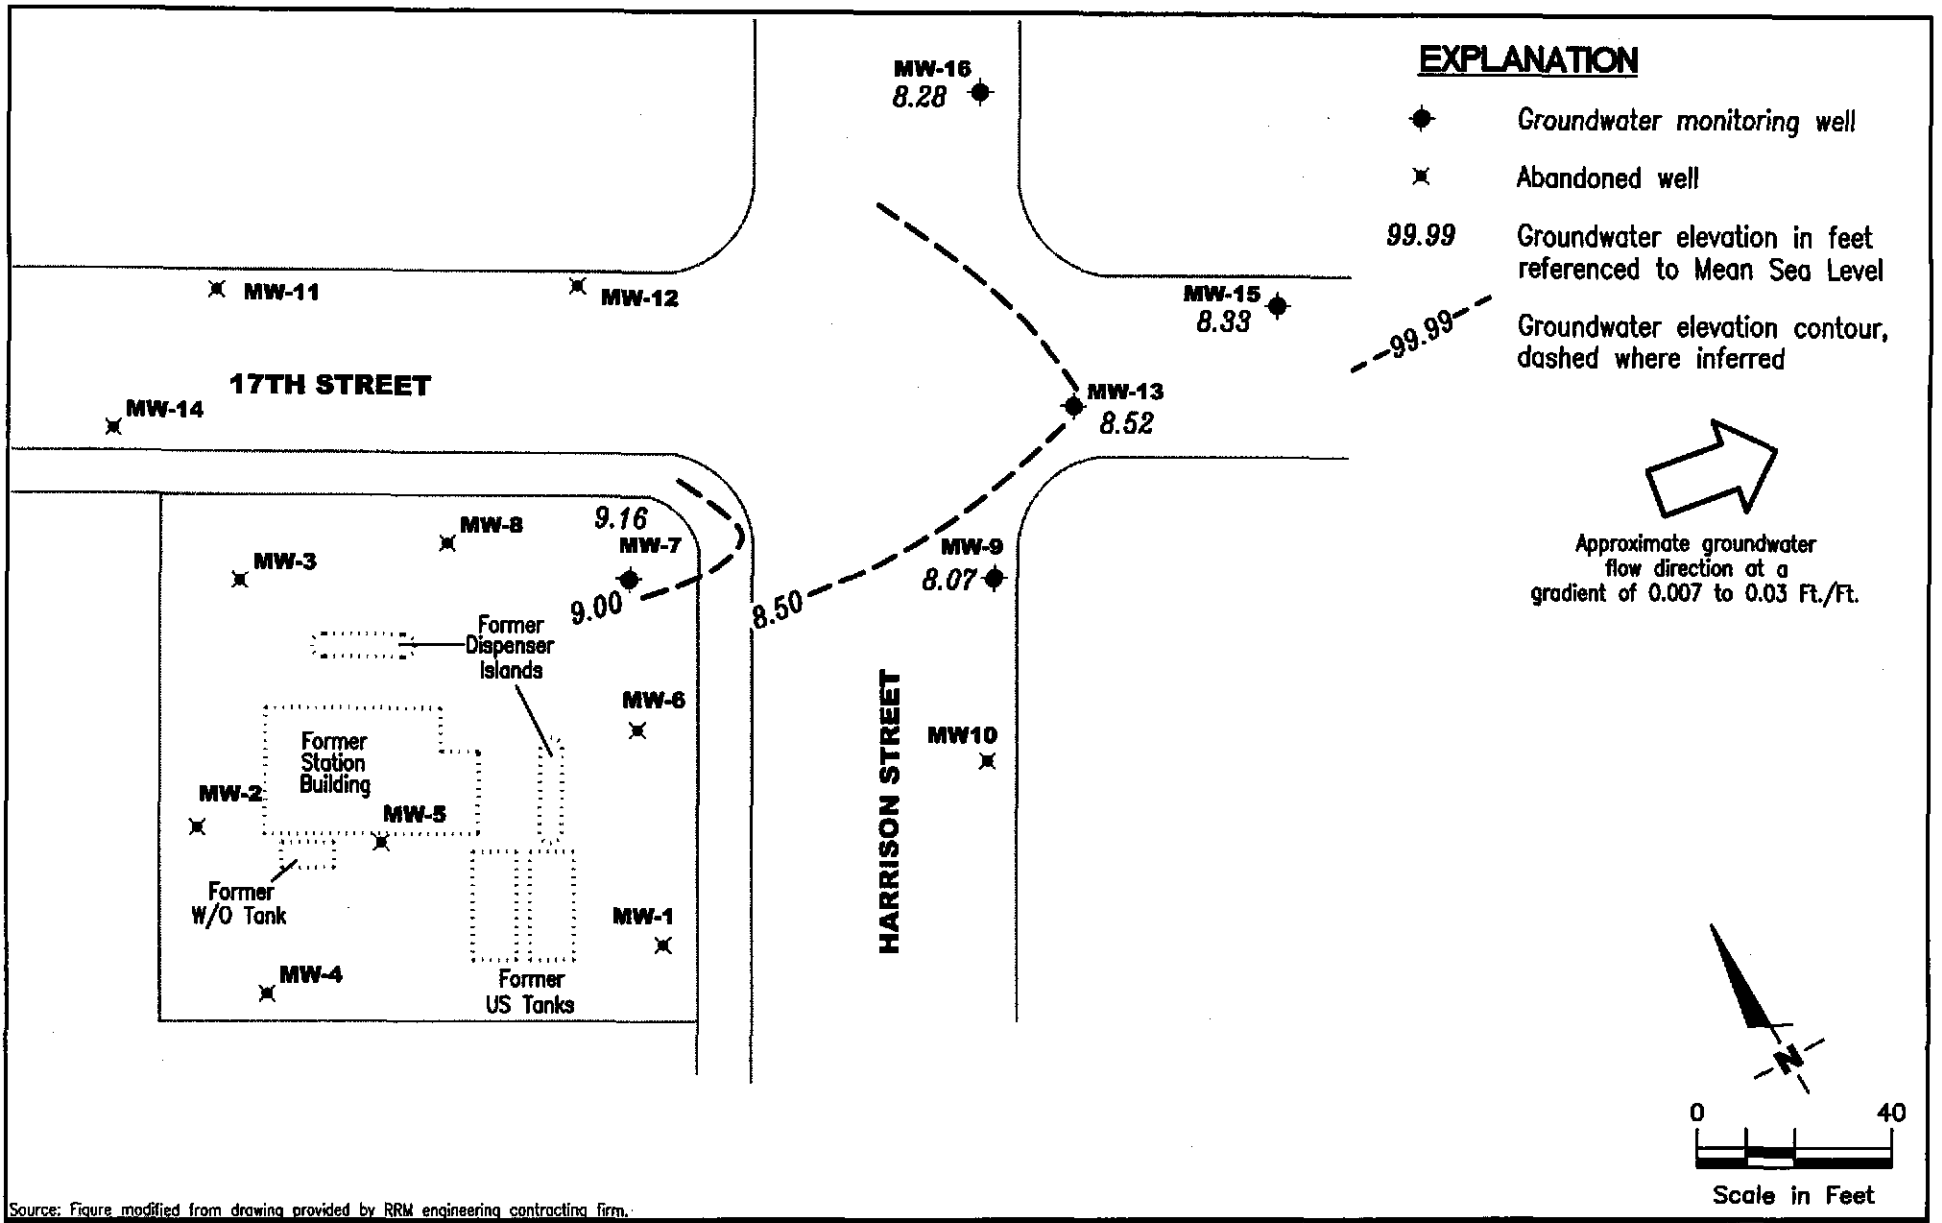 MW-16
8.28
MW-11
MW-12
MW-15
8.33
17TH STREET
MW-14
MW-13
8.52
9.16
MW-7
MW-8
MW-3
MW-9
8.07
9.00
8.50
Former
Dispenser
Islands
MW-6
MW10
Former
Station
Building
MW-2
MW-5
HARRISON STREET
Former
W/O Tank
MW-1
MW-4
Former
US Tanks
EXPLANATION
Groundwater monitoring well
Abandoned well
99.99
Groundwater elevation in feet
referenced to Mean Sea Level
99.99
Groundwater elevation contour,
dashed where inferred
Approximate groundwater
flow direction at a
gradient of 0.007 to 0.03 Ft./Ft.
N
0 40
Scale in Feet
Source: Figure modified from drawing provided by RRM engineering contracting firm.